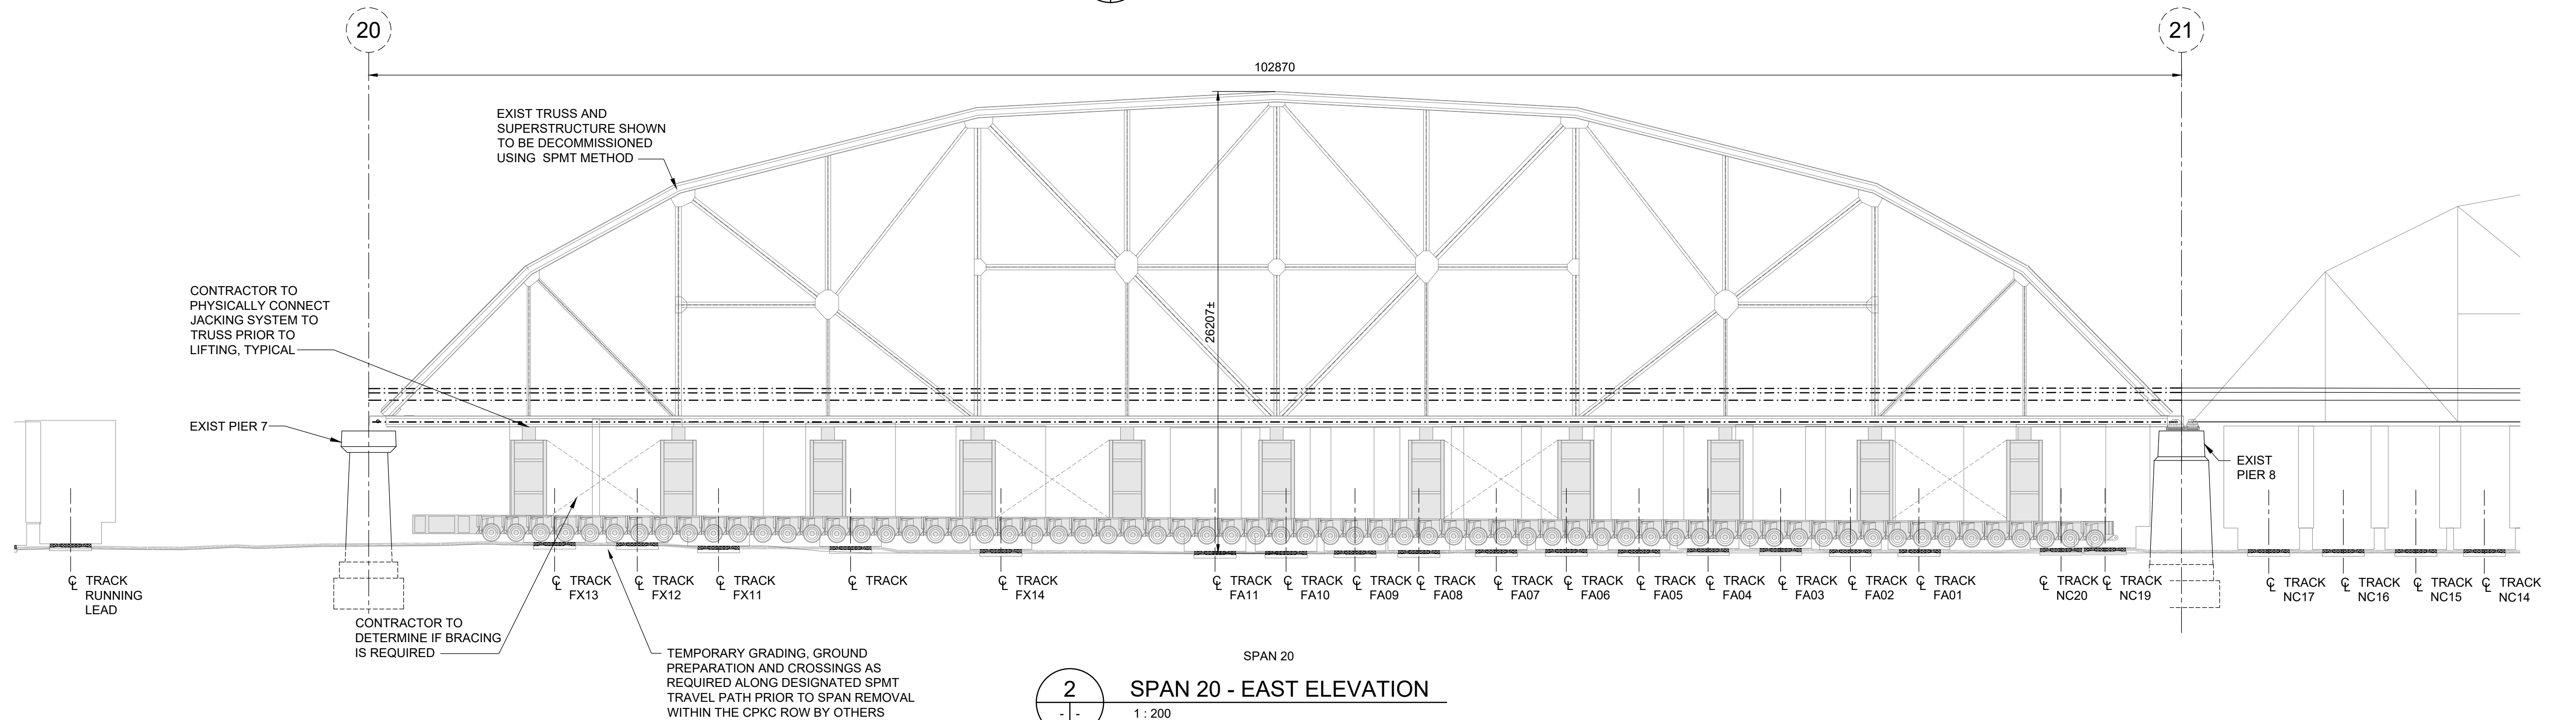 20
21
102870
EXIST TRUSS AND
SUPERSTRUCTURE SHOWN
TO BE DECOMMISSIONED
USING SPMT METHOD
CONTRACTOR TO
PHYSICALLY CONNECT
JACKING SYSTEM TO
TRUSS PRIOR TO
LIFTING, TYPICAL
26207±
EXIST PIER 7
EXIST
PIER 8
℄ TRACK
RUNNING
LEAD
℄ TRACK
FX13
℄ TRACK
FX12
℄ TRACK
FX11
℄ TRACK
℄ TRACK
FX14
℄ TRACK
FA11
℄ TRACK
FA10
℄ TRACK
FA09
℄ TRACK
FA08
℄ TRACK
FA07
℄ TRACK
FA06
℄ TRACK
FA05
℄ TRACK
FA04
℄ TRACK
FA03
℄ TRACK
FA02
℄ TRACK
FA01
℄ TRACK
NC20
℄ TRACK
NC19
℄ TRACK
NC17
℄ TRACK
NC16
℄ TRACK
NC15
℄ TRACK
NC14
CONTRACTOR TO
DETERMINE IF BRACING
IS REQUIRED
TEMPORARY GRADING, GROUND
PREPARATION AND CROSSINGS AS
REQUIRED ALONG DESIGNATED SPMT
TRAVEL PATH PRIOR TO SPAN REMOVAL
WITHIN THE CPKC ROW BY OTHERS
SPAN 20
2
- -
SPAN 20 - EAST ELEVATION
1 : 200